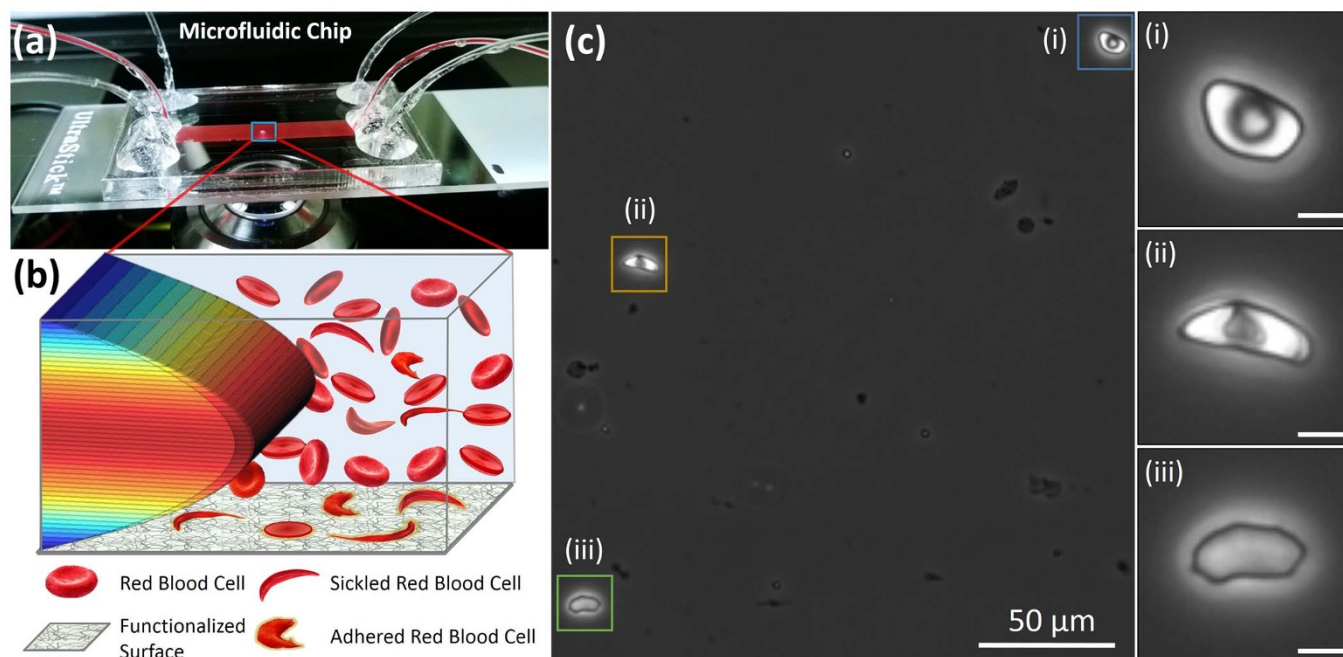 (a)
Microfluidic Chip
UltraStick™
(b)
Red Blood Cell
Sickled Red Blood Cell
Functionalized
Surface
Adhered Red Blood Cell
(c)
(i)
(ii)
(iii)
50 µm
(i)
(ii)
(iii)